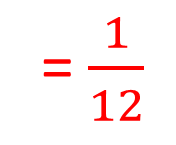 = 1/12